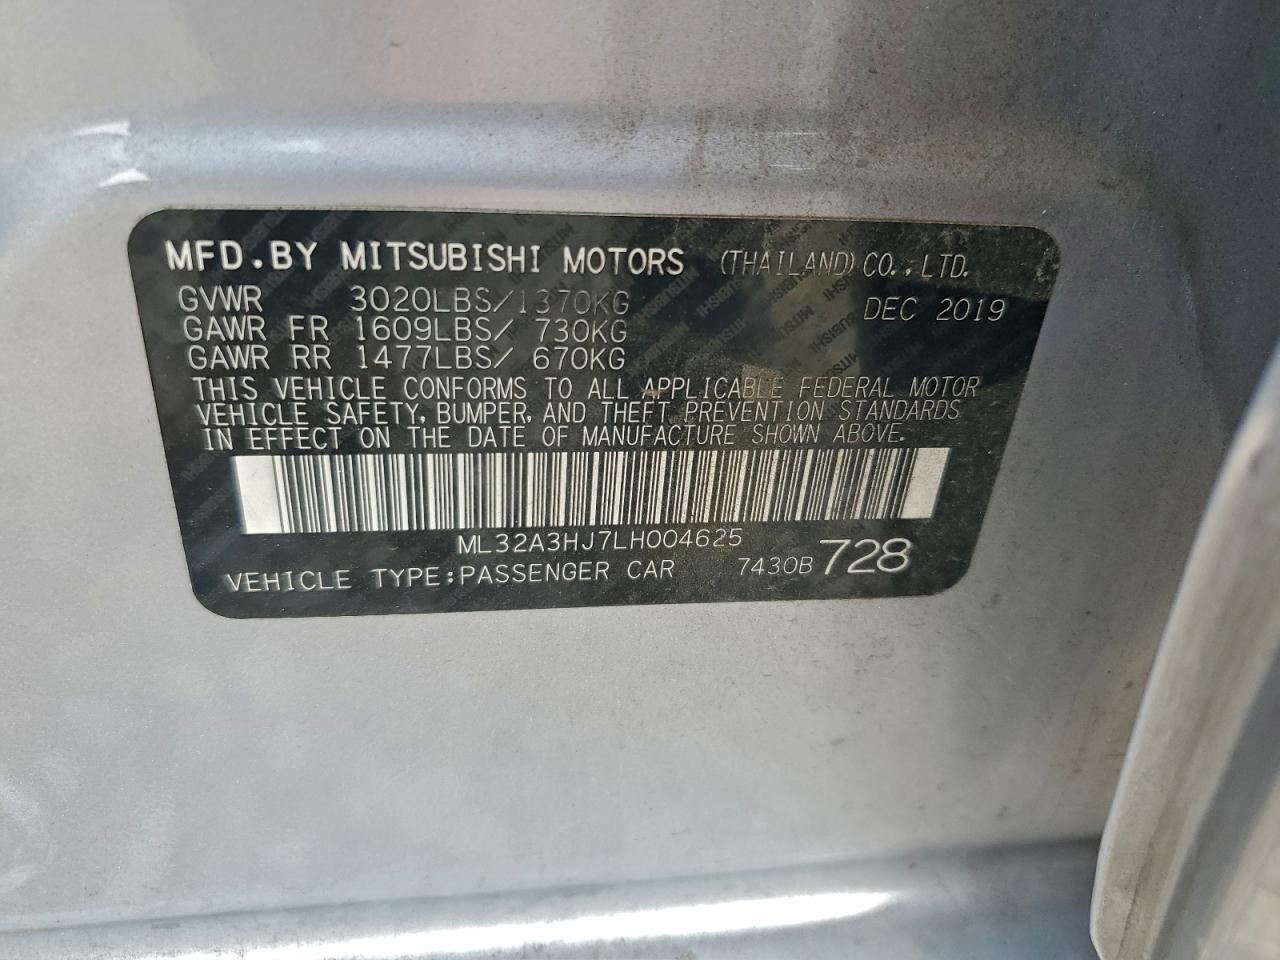 MFD.BY MITSUBISHI MOTORS (THAILAND) CO.,LTD.
GVWR 3020LBS/1370KG DEC 2019
GAWR FR 1609LBS/ 730KG
GAWR RR 1477LBS/ 670KG
THIS VEHICLE CONFORMS TO ALL APPLICABLE FEDERAL MOTOR
VEHICLE SAFETY, BUMPER, AND THEFT PREVENTION STANDARDS
IN EFFECT ON THE DATE OF MANUFACTURE SHOWN ABOVE.
ML32A3HJ7LH004625
VEHICLE TYPE:PASSENGER CAR 7430B 728